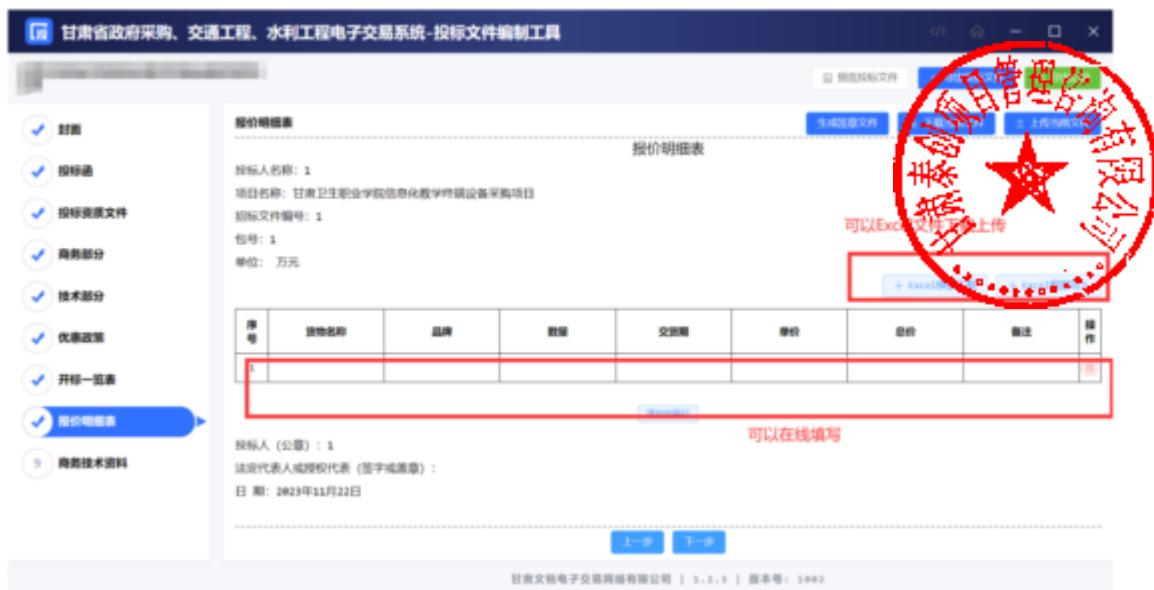 甘肃省政府采购、交通工程、水利工程电子交易系统-投标文件编制工具
预览投标文件
封面
投标函
投标资质文件
商务部分
技术部分
优惠政策
开标一览表
报价明细表
9 商务技术资料
报价明细表
生成签章文件
报价明细表
投标人名称: 1
项目名称: 甘肃卫生职业学院信息化教学终端设备采购项目
招标文件编号: 1
包号: 1
单位: 万元
可以Excel文件下载上传
序号 货物名称 品牌 数量 交货期 单价 总价 备注 操作
1
可以在线填写
投标人 (公章) : 1
法定代表人或授权代表 (签字或盖章) :
日 期: 2023年11月22日
上一步 下一步
甘肃文锐电子交易网络有限公司 | 1.2.3 | 版本号: 1002